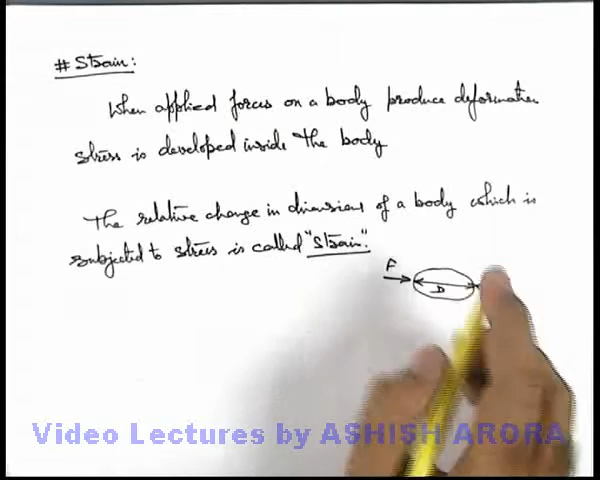 # Strain:
When applied forces on a body produce deformation
stress is developed inside the body
The relative change in dimensions of a body which is
subjected to stress is called "Strain".
F
D
Video Lectures by ASHISH ARORA